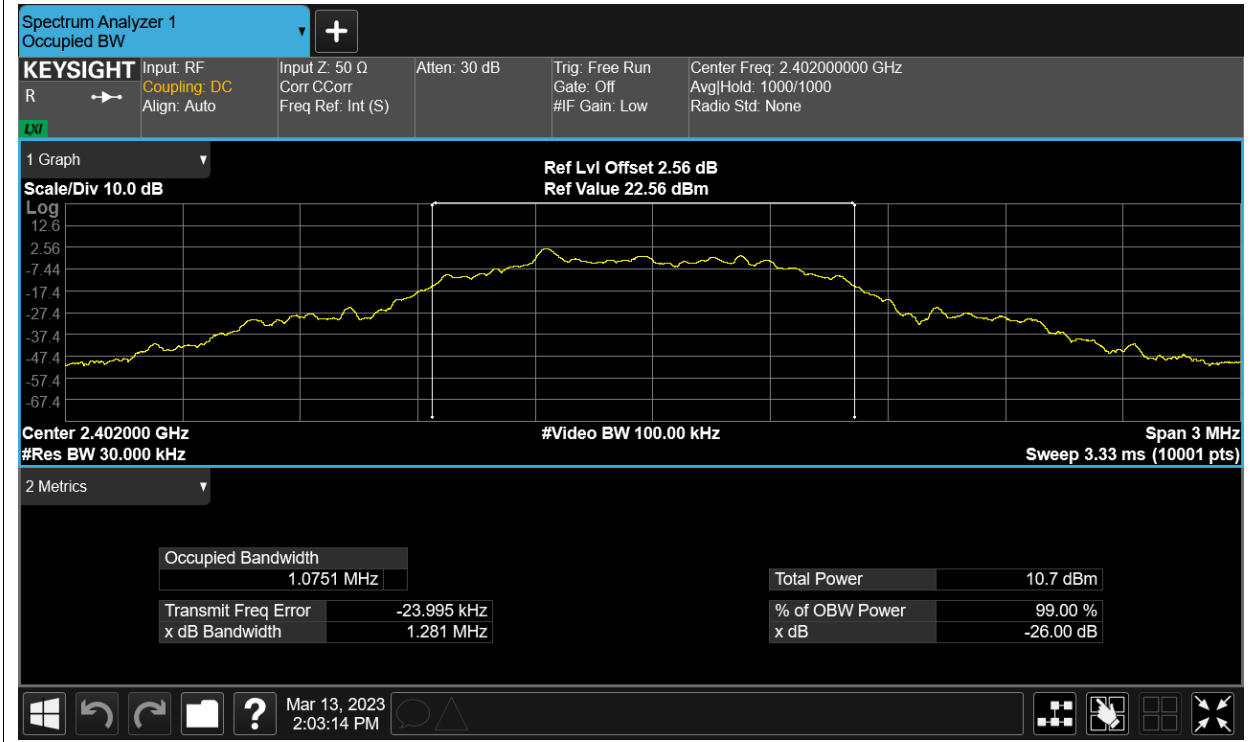 Spectrum Analyzer 1
Occupied BW
KEYSIGHT
R
LXI
Input: RF
Coupling: DC
Align: Auto
Input Z: 50 Ω
Corr CCorr
Freq Ref: Int (S)
Atten: 30 dB
Trig: Free Run
Gate: Off
#IF Gain: Low
Center Freq: 2.402000000 GHz
Avg|Hold: 1000/1000
Radio Std: None
1 Graph
Scale/Div 10.0 dB
Ref Lvl Offset 2.56 dB
Ref Value 22.56 dBm
Log
12.6
2.56
-7.44
-17.4
-27.4
-37.4
-47.4
-57.4
-67.4
Center 2.402000 GHz
#Video BW 100.00 kHz
Span 3 MHz
#Res BW 30.000 kHz
Sweep 3.33 ms (10001 pts)
2 Metrics
Occupied Bandwidth
1.0751 MHz
Transmit Freq Error -23.995 kHz
x dB Bandwidth 1.281 MHz
Total Power 10.7 dBm
% of OBW Power 99.00 %
x dB -26.00 dB
?
Mar 13, 2023
2:03:14 PM